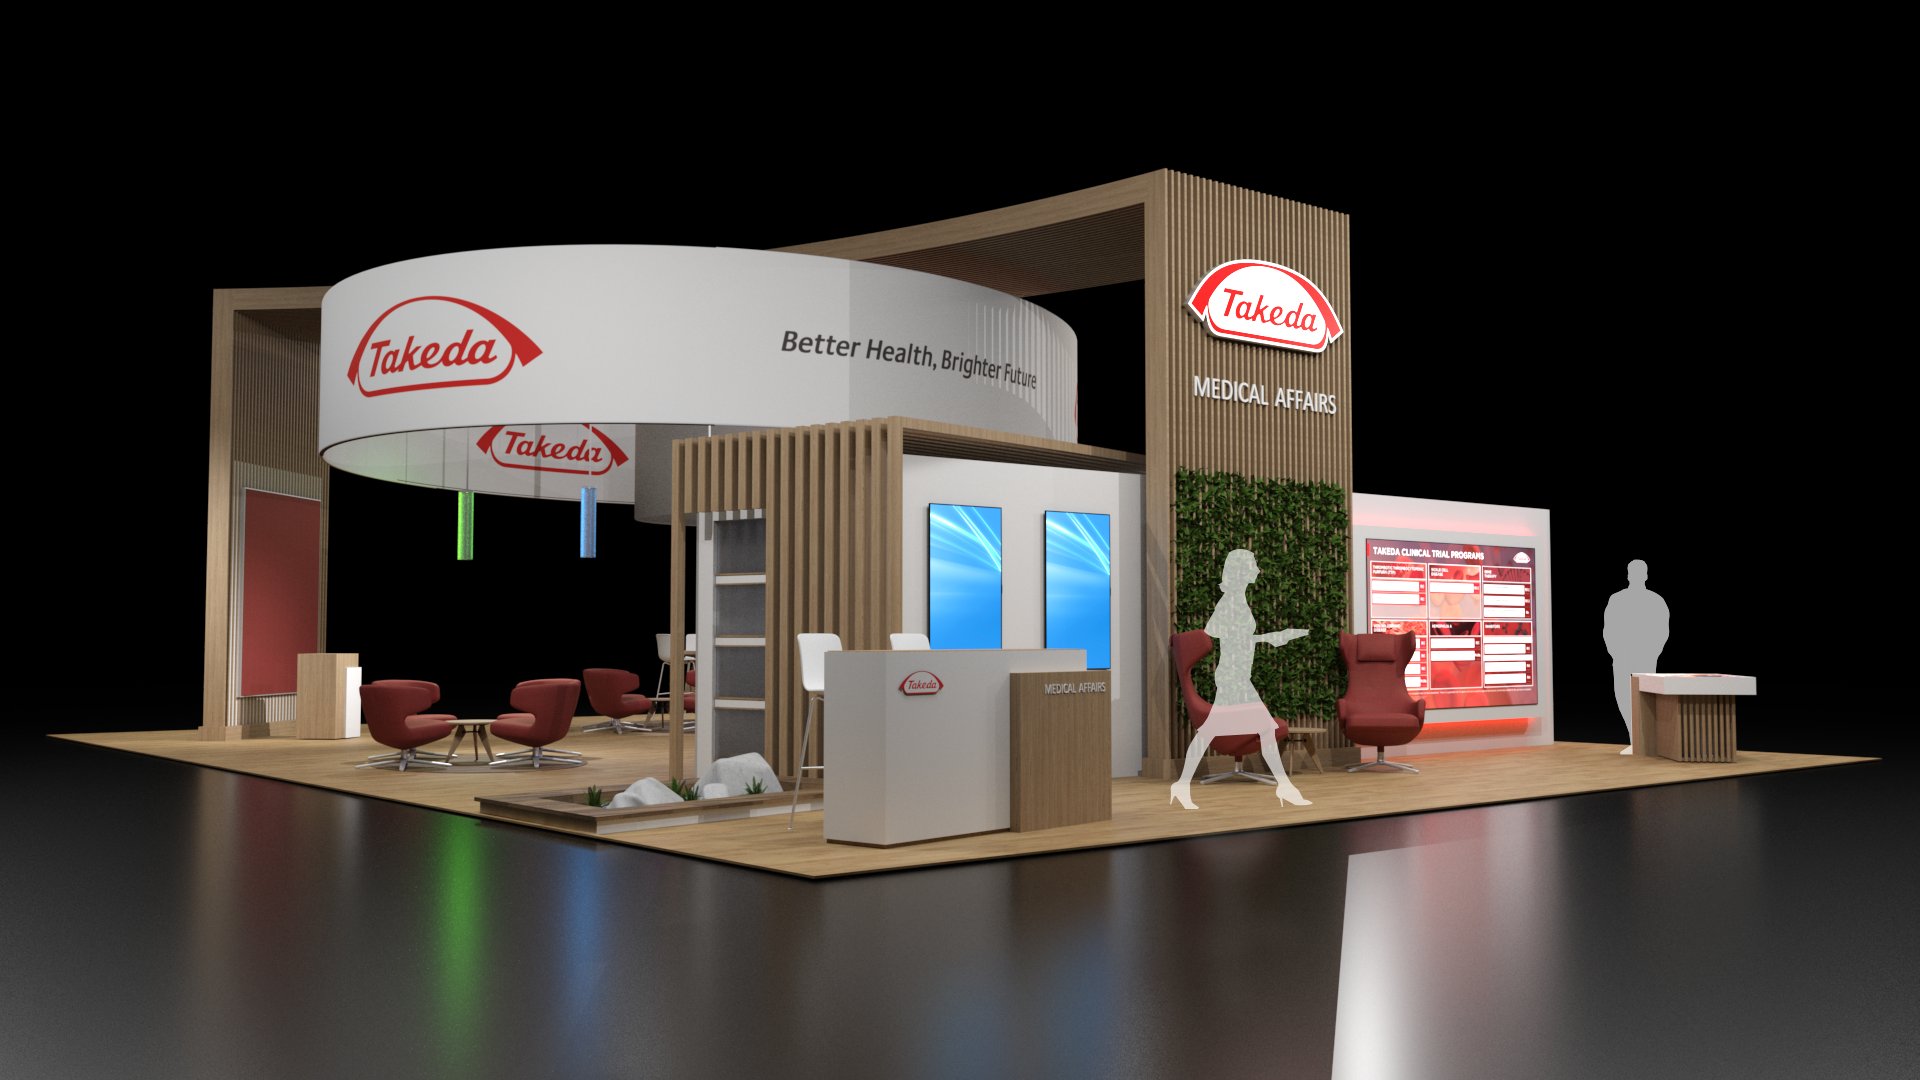 Takeda
Better Health, Brighter Future
Takeda
Takeda
MEDICAL AFFAIRS
TAKEDA CLINICAL TRIAL PROGRAMS
Takeda
MEDICAL AFFAIRS